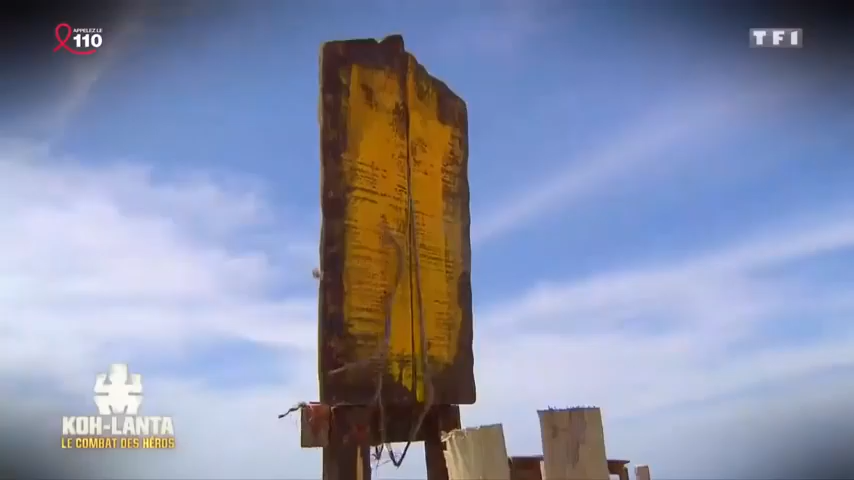 APPELEZ LE
110
TF1
KOH-LANTA
LE COMBAT DES HÉROS